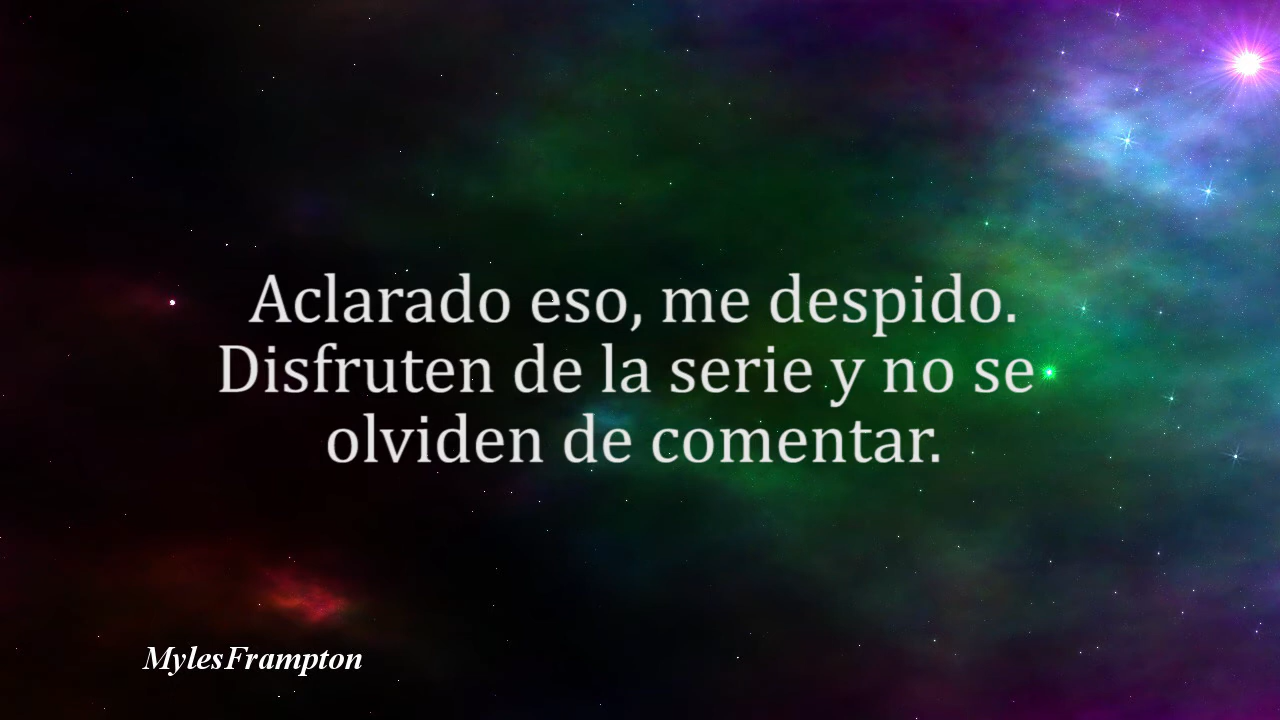 Aclarado eso, me despido.
Disfruten de la serie y no se
olviden de comentar.
MylesFrampton